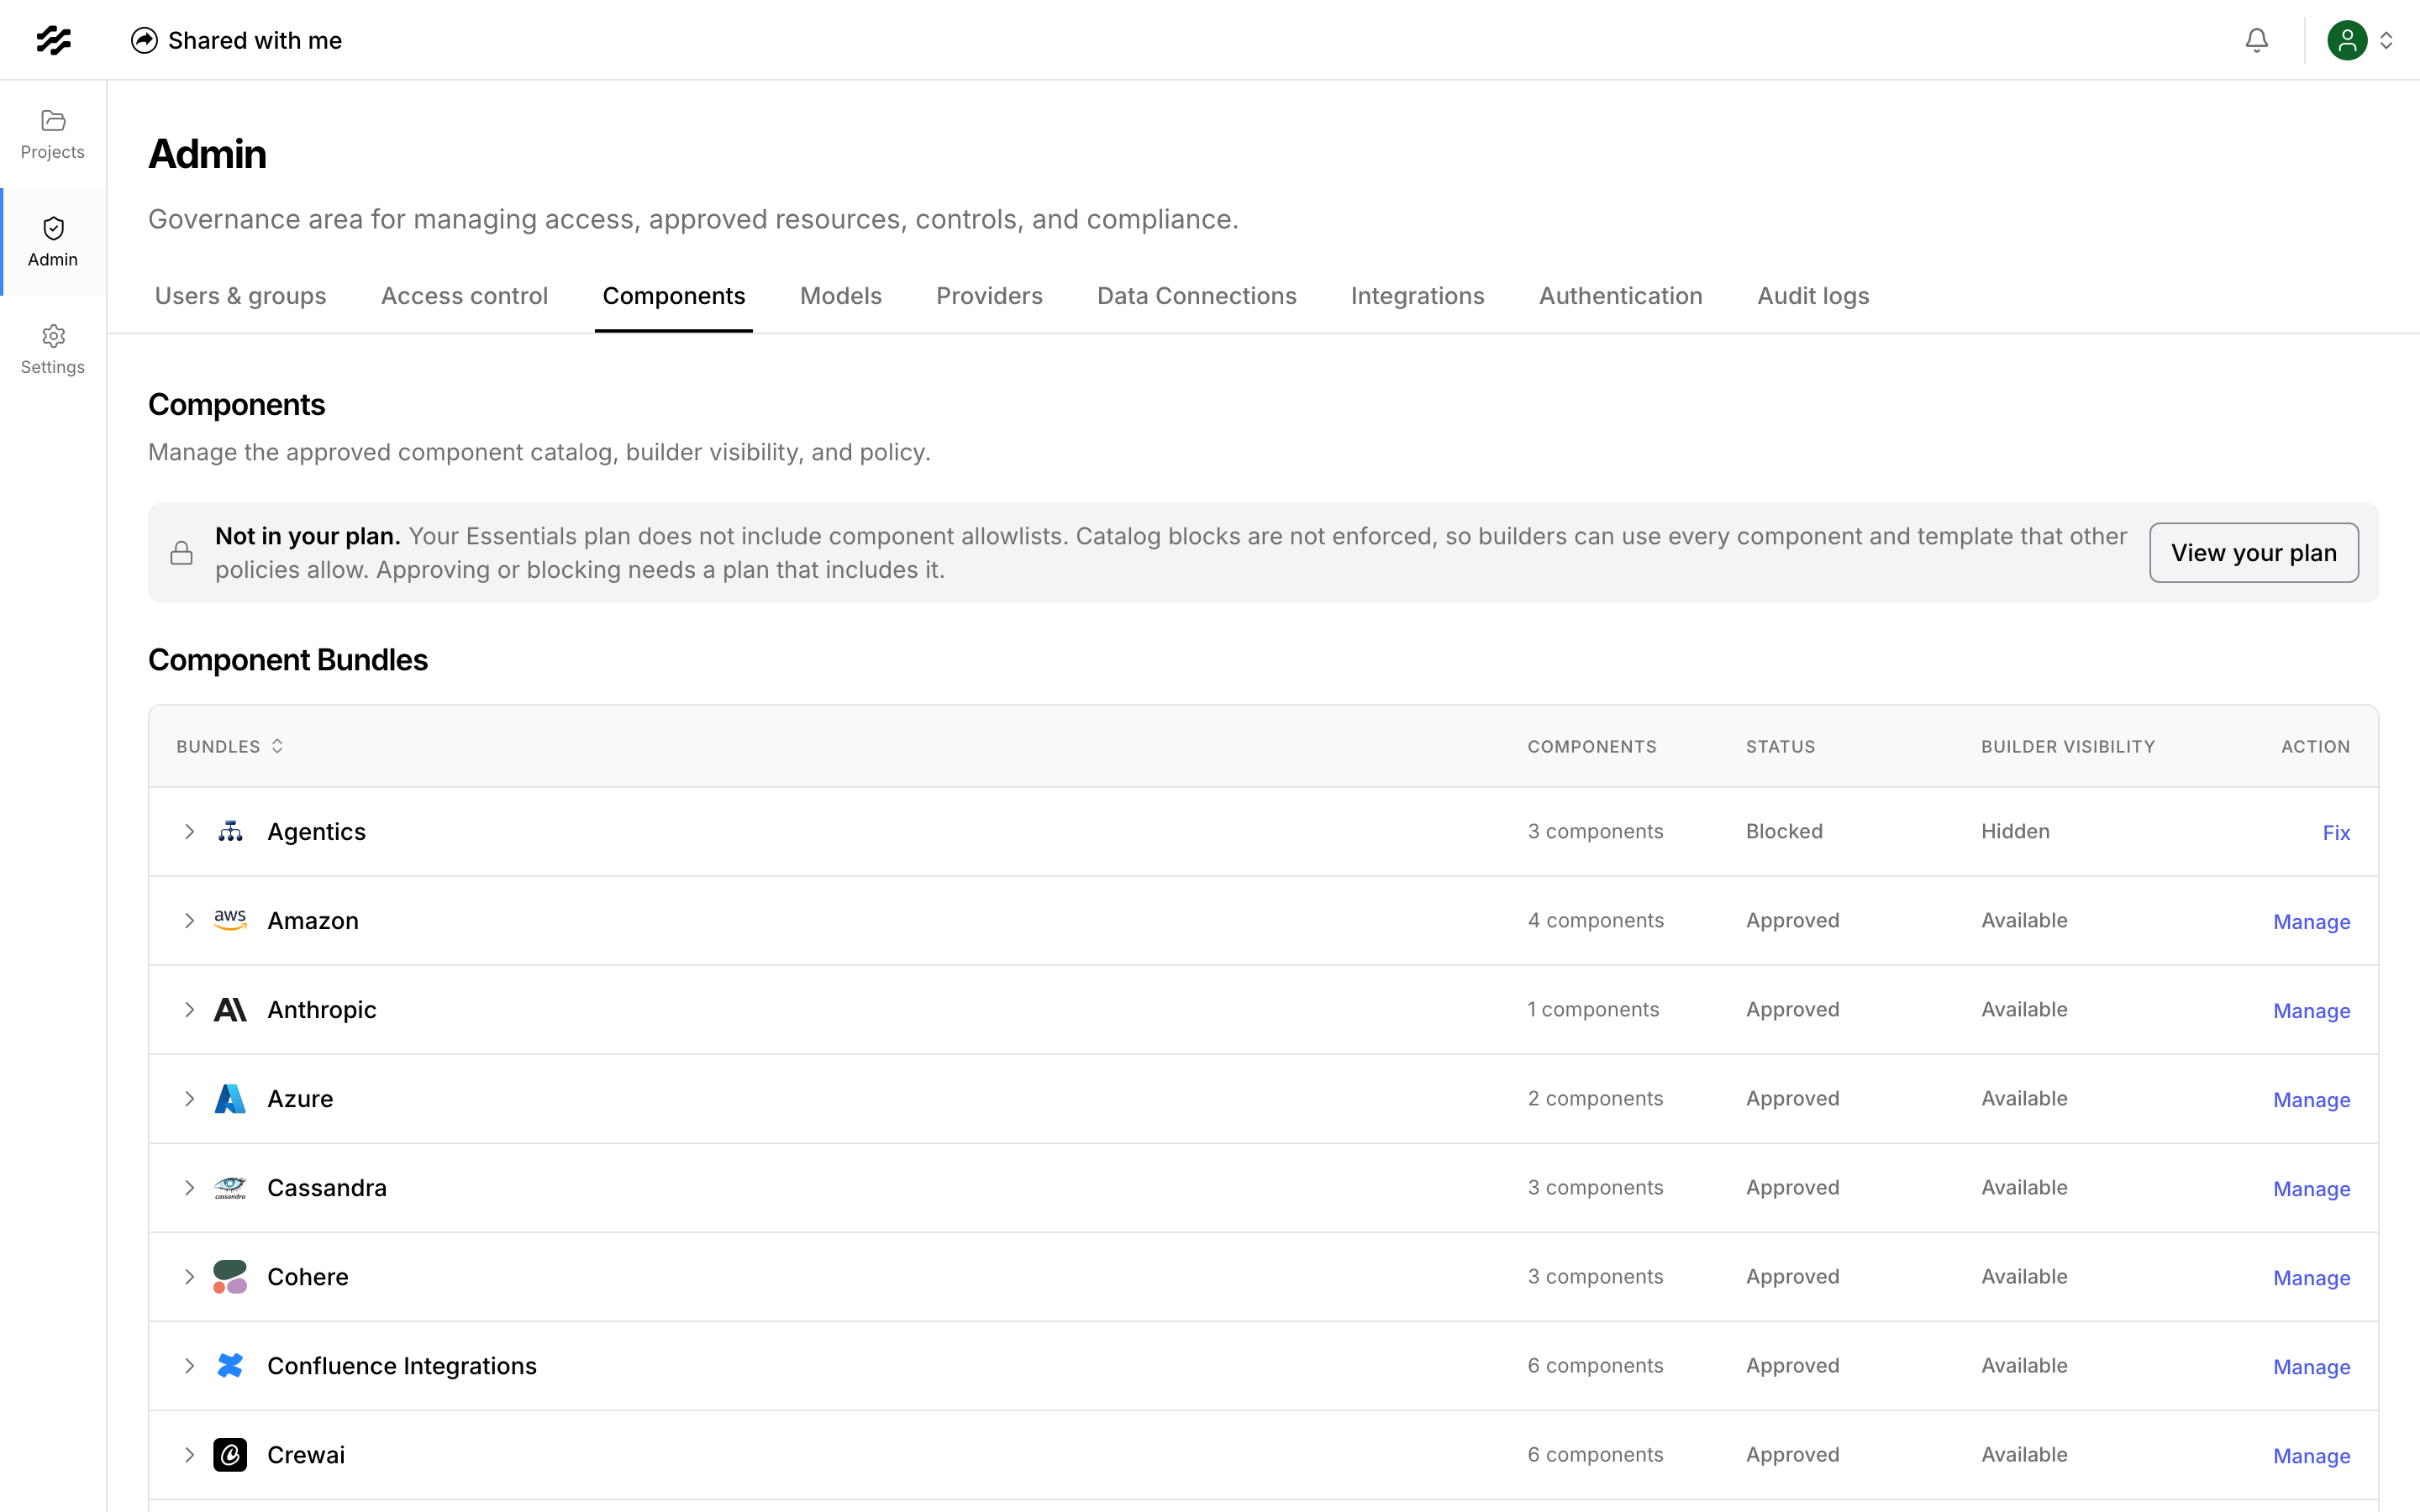 Shared with me
Projects
Admin
Settings
Admin
Governance area for managing access, approved resources, controls, and compliance.
Users & groups
Access control
Components
Models
Providers
Data Connections
Integrations
Authentication
Audit logs
Components
Manage the approved component catalog, builder visibility, and policy.
Not in your plan. Your Essentials plan does not include component allowlists. Catalog blocks are not enforced, so builders can use every component and template that other
policies allow. Approving or blocking needs a plan that includes it.
View your plan
Component Bundles
BUNDLES COMPONENTS STATUS BUILDER VISIBILITY ACTION
Agentics 3 components Blocked Hidden Fix
aws Amazon 4 components Approved Available Manage
Anthropic 1 components Approved Available Manage
Azure 2 components Approved Available Manage
cassandra Cassandra 3 components Approved Available Manage
Cohere 3 components Approved Available Manage
Confluence Integrations 6 components Approved Available Manage
Crewai 6 components Approved Available Manage